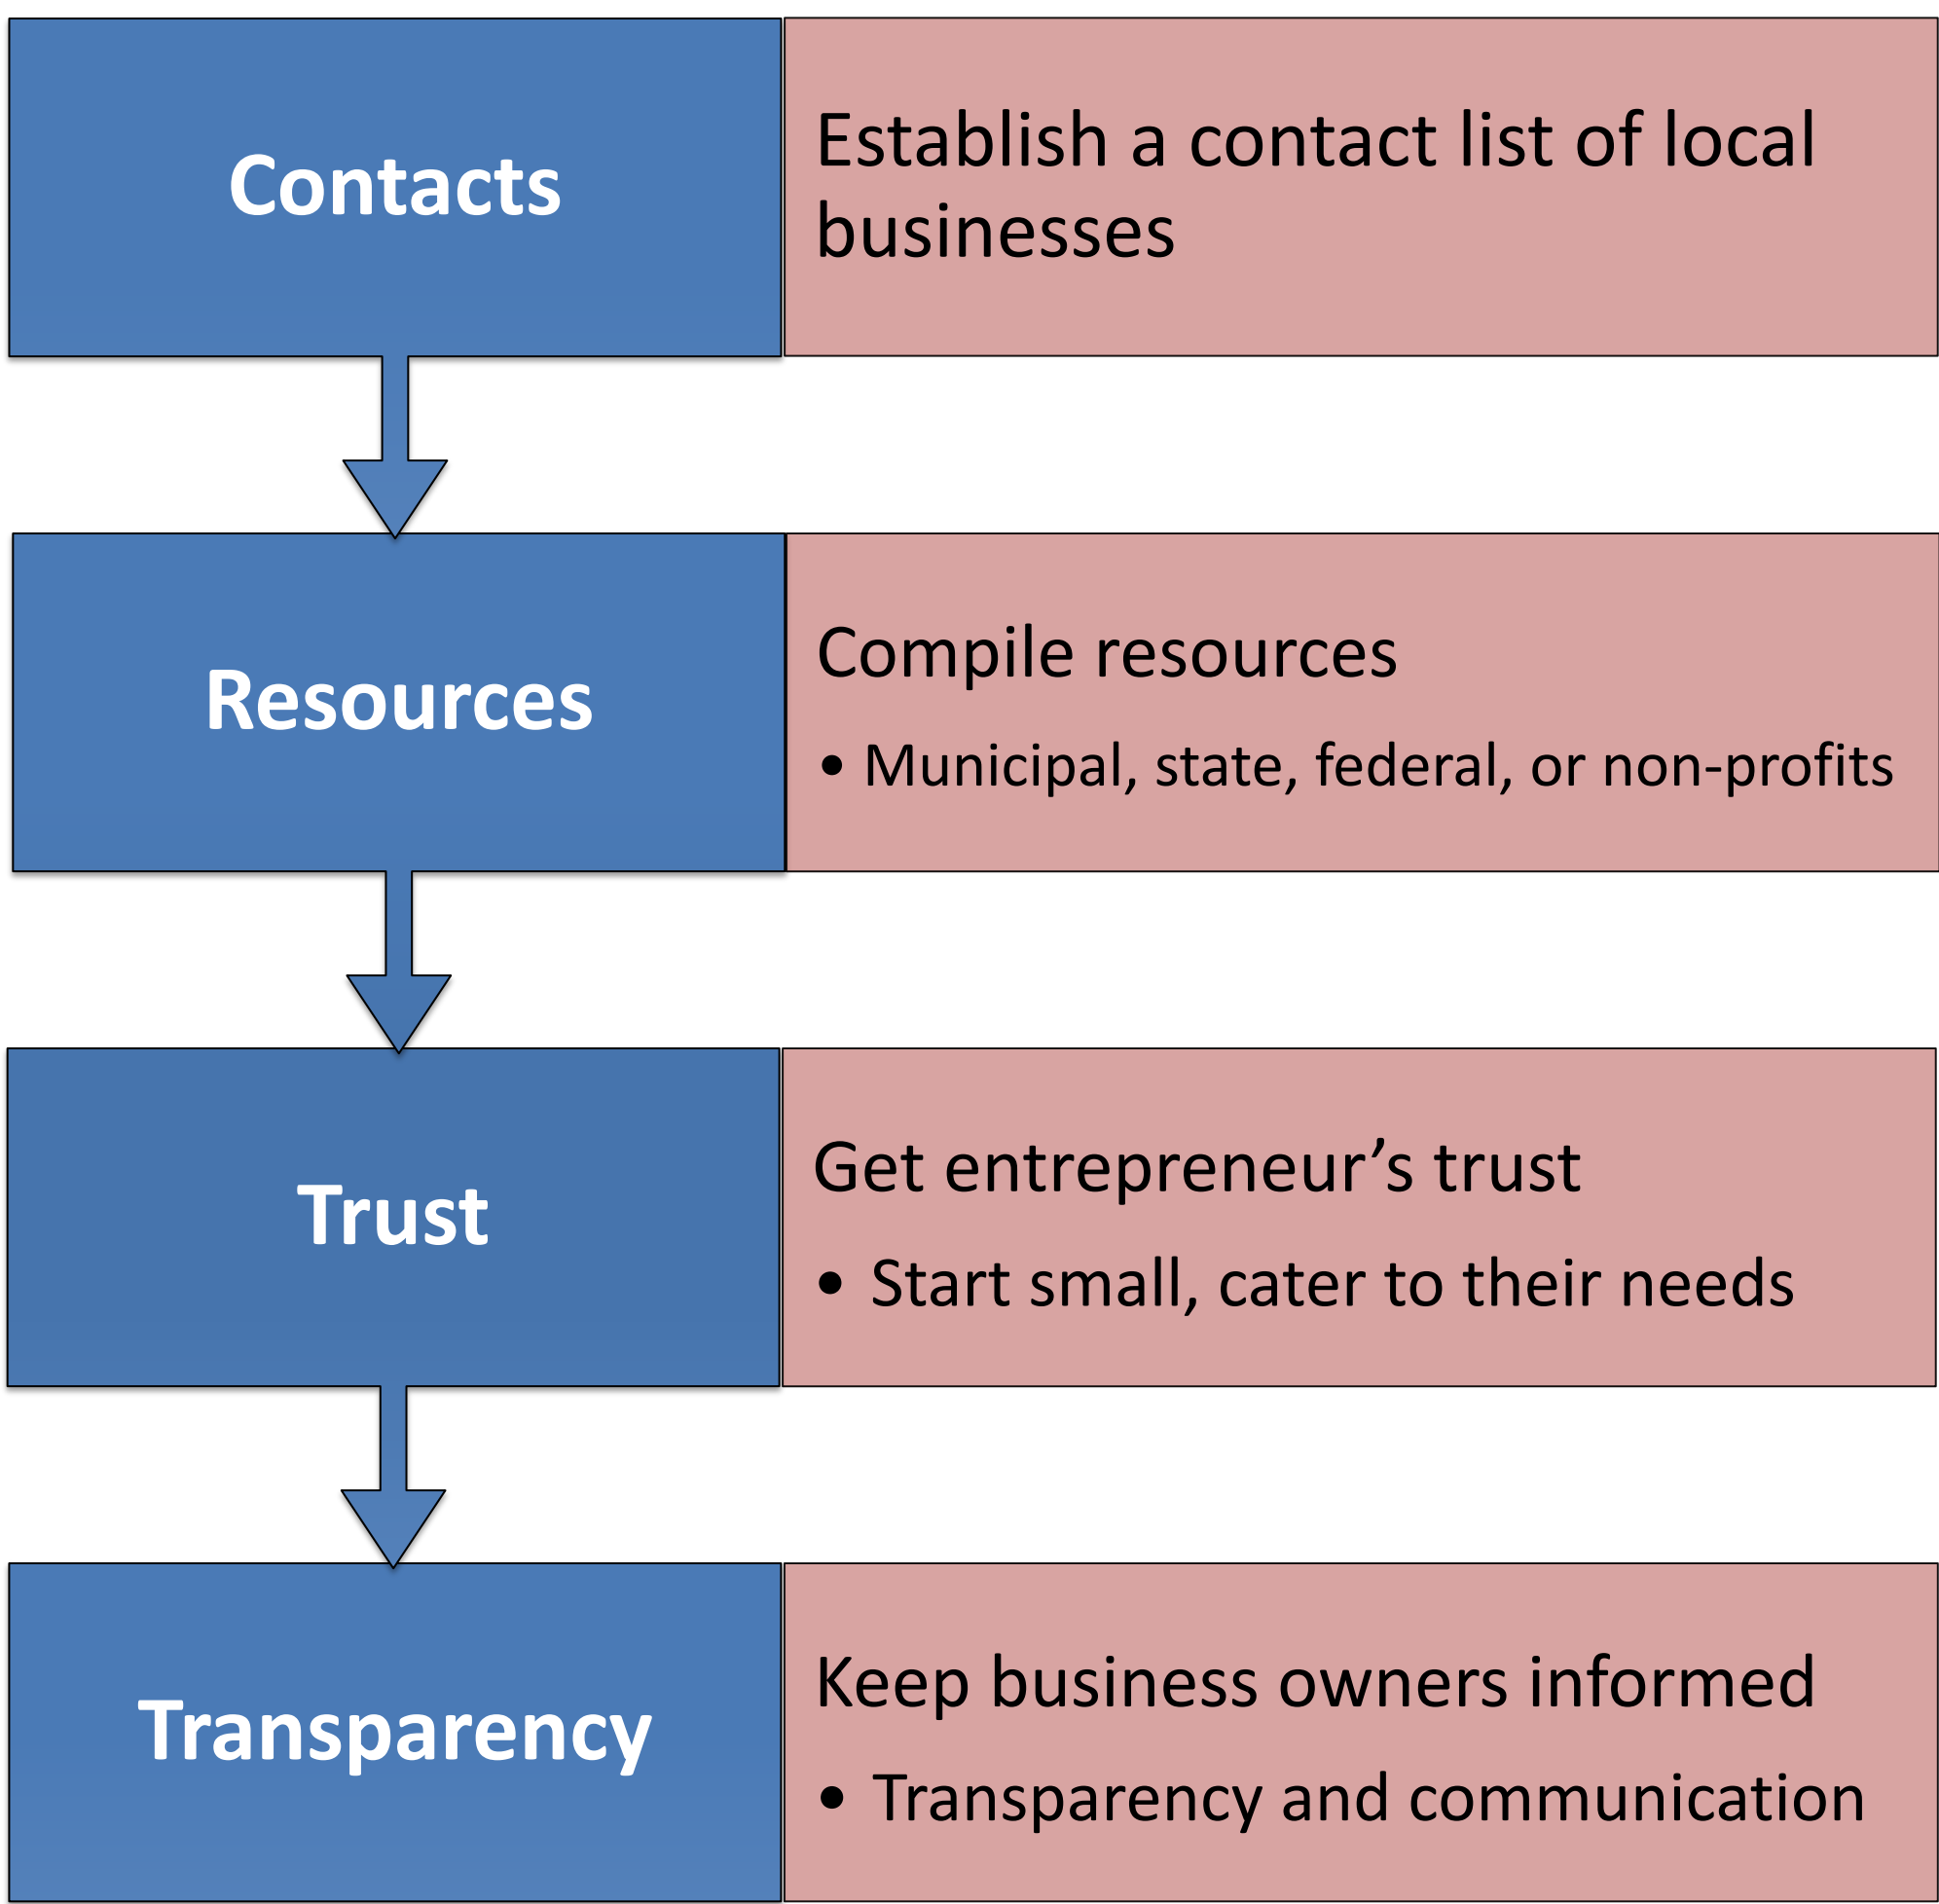 Contacts
Establish a contact list of local
businesses
Resources
Compile resources
• Municipal, state, federal, or non-profits
Trust
Get entrepreneur’s trust
• Start small, cater to their needs
Transparency
Keep business owners informed
• Transparency and communication